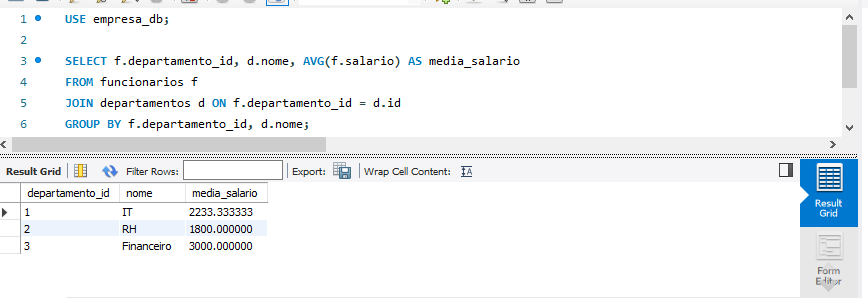 1 USE empresa_db;
2
3 SELECT f.departamento_id, d.nome, AVG(f.salario) AS media_salario
4 FROM funcionarios f
5 JOIN departamentos d ON f.departamento_id = d.id
6 GROUP BY f.departamento_id, d.nome;
Result Grid Filter Rows: Export: Wrap Cell Content:
departamento_id nome media_salario
1 IT 2233.333333
2 RH 1800.000000
3 Financeiro 3000.000000
Result
Grid
Form
Editor